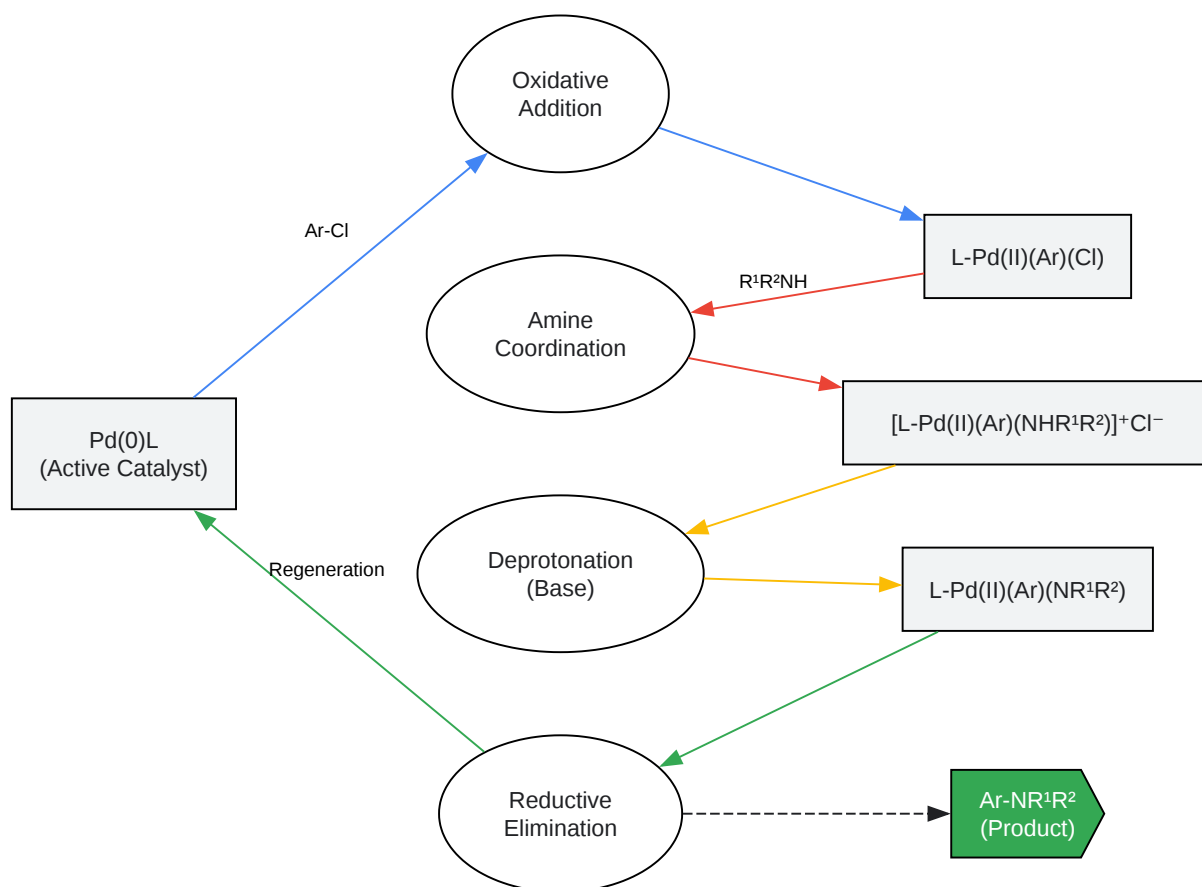 Oxidative
Addition
Ar-Cl
L-Pd(II)(Ar)(Cl)
R¹R²NH
Amine
Coordination
[L-Pd(II)(Ar)(NHR¹R²)]⁺Cl⁻
Pd(0)L
(Active Catalyst)
Deprotonation
(Base)
L-Pd(II)(Ar)(NR¹R²)
Regeneration
Reductive
Elimination
Ar-NR¹R²
(Product)